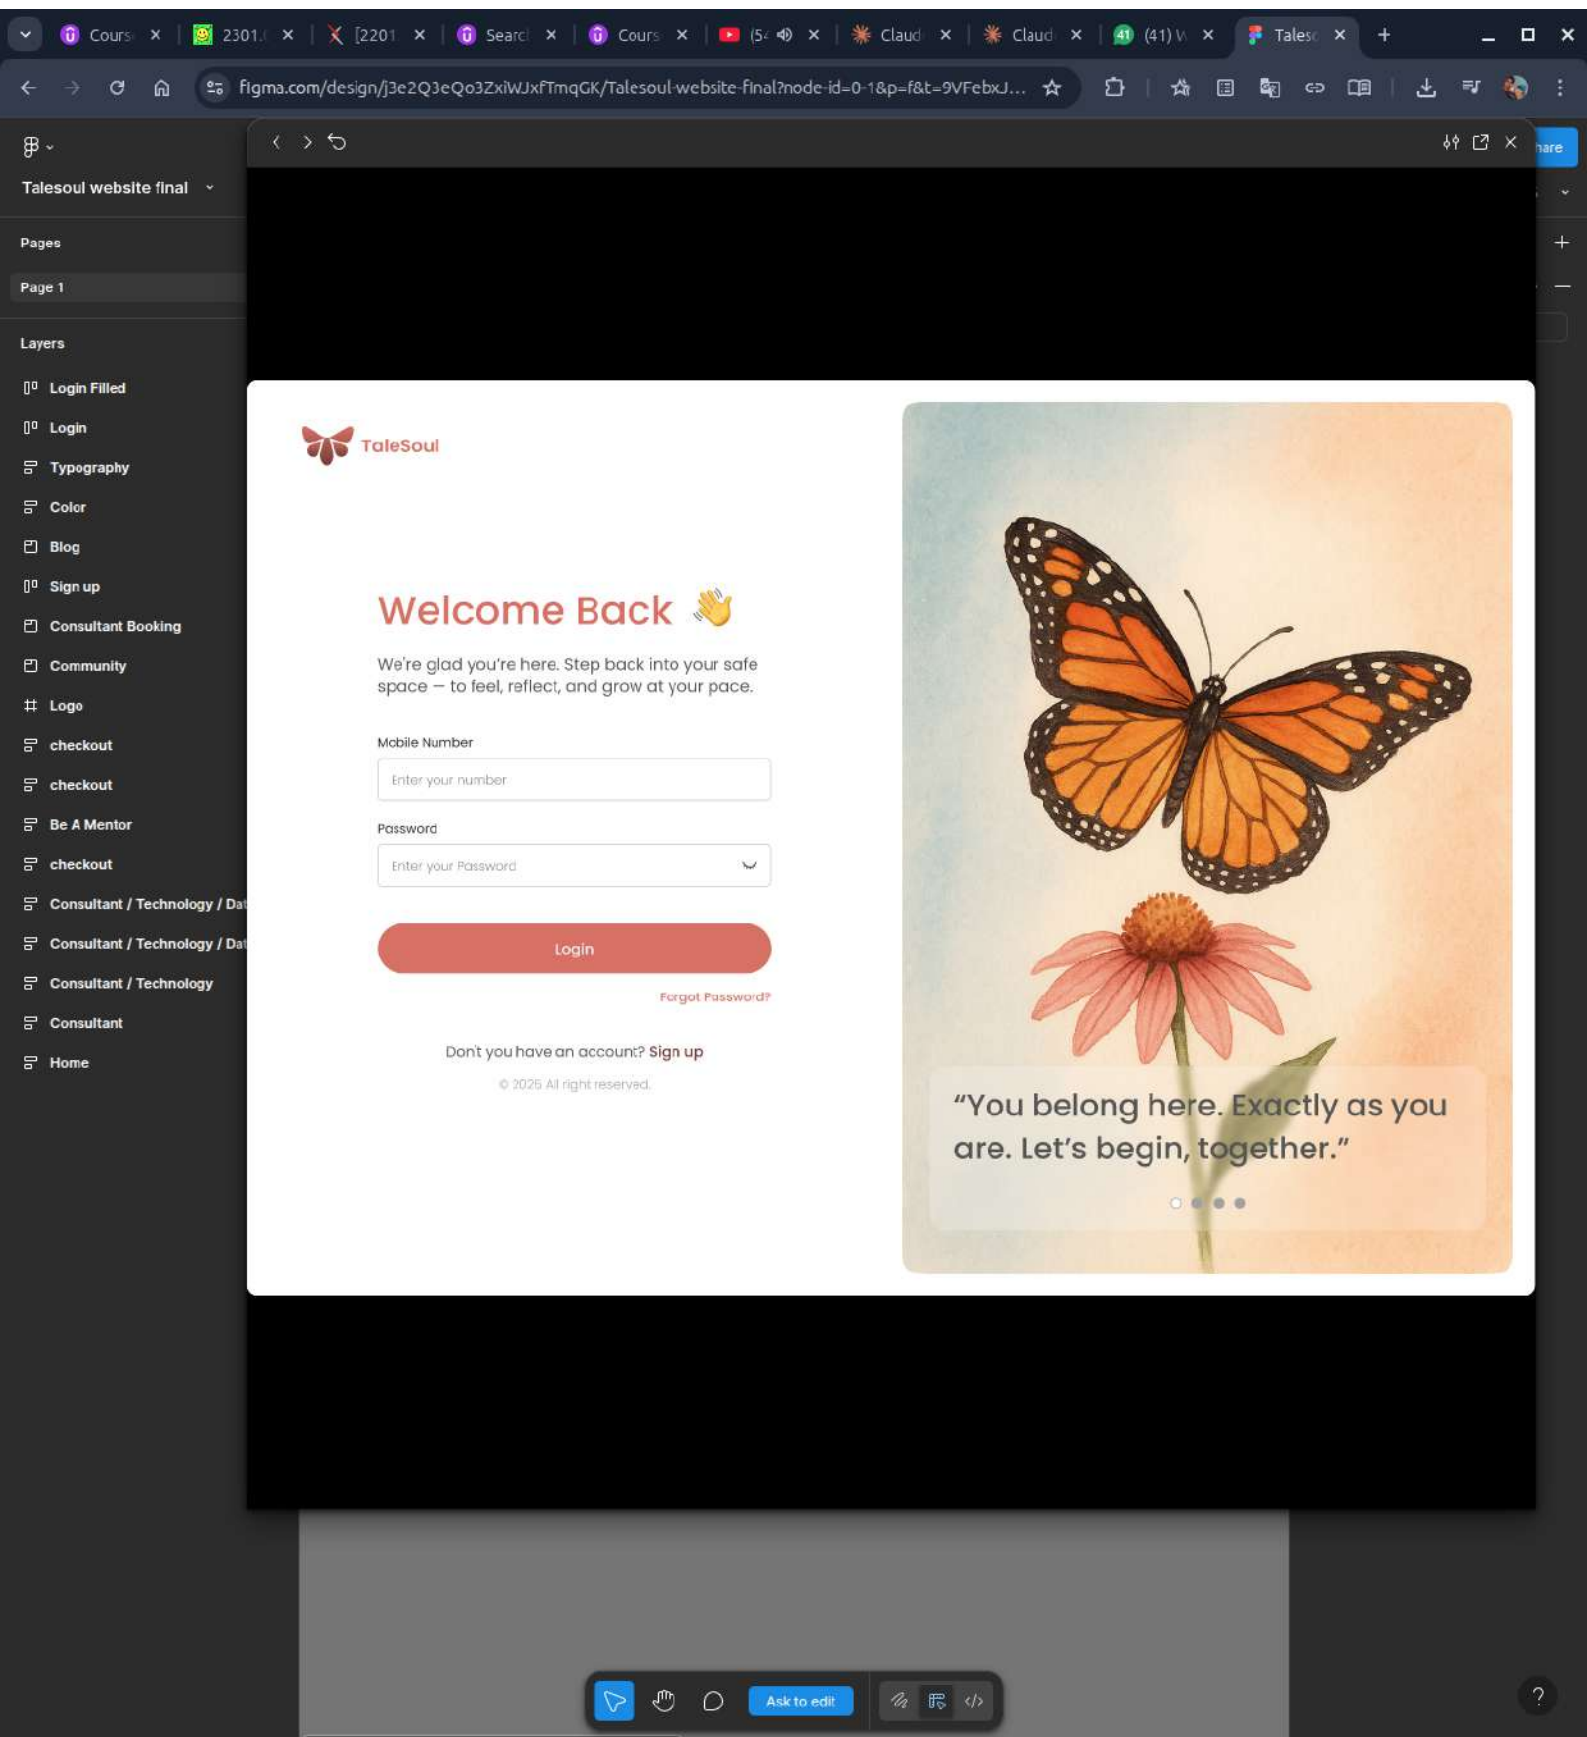 Cours
2301.
[2201
Searc
Cours
(54
Claud
Claud
41
(41) W
Tales
figma.com/design/j3e2Q3eQo3ZxiWJxfTmqGK/Talesoul-website-final?node-id=0-1&p=f&t=9VFebxJ...
hare
Talesoul website final
Pages
Page 1
Layers
Login Filled
Login
Typography
Color
Blog
Sign up
Consultant Booking
Community
Logo
checkout
checkout
Be A Mentor
checkout
Consultant / Technology / Dat
Consultant / Technology / Dat
Consultant / Technology
Consultant
Home
TaleSoul
Welcome Back 👋
We're glad you're here. Step back into your safe
space — to feel, reflect, and grow at your pace.
Mobile Number
Enter your number
Password
Enter your Password
Login
Forgot Password?
Don't you have an account? Sign up
© 2025 All right reserved.
“You belong here. Exactly as you
are. Let’s begin, together.”
Ask to edit
?